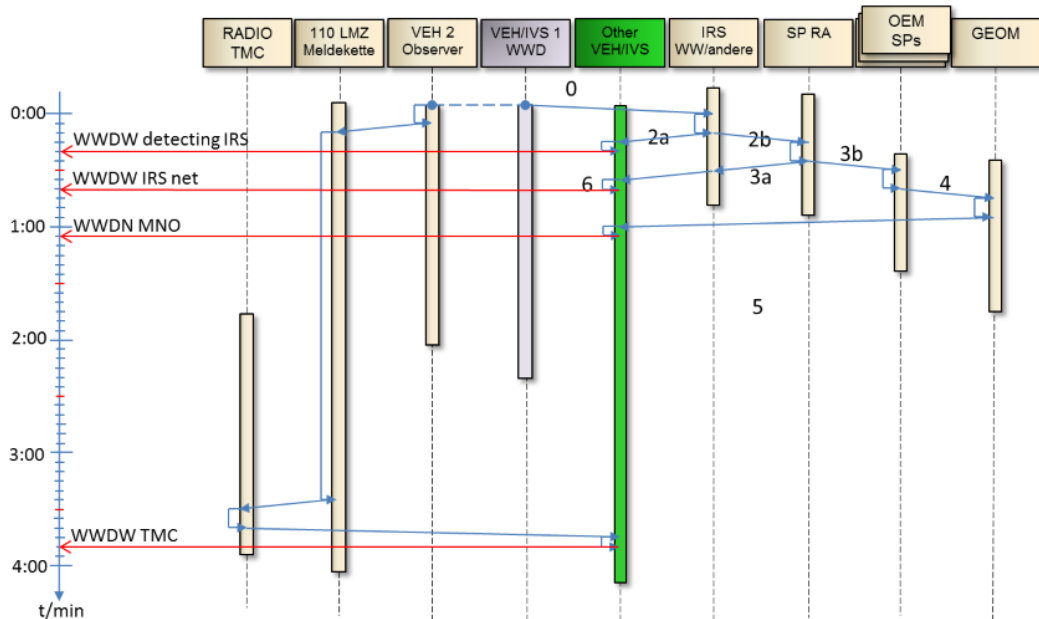 RADIO
TMC
110 LMZ
Meldekette
VEH 2
Observer
VEH/IVS 1
WWD
Other
VEH/IVS
IRS
WW/andere
SP RA
OEM
SPs
GEOM
0
0:00
2a
2b
WWDW detecting IRS
3b
3a
4
WWDW IRS net
6
1:00
WWDN MNO
5
2:00
3:00
WWDW TMC
4:00
t/min